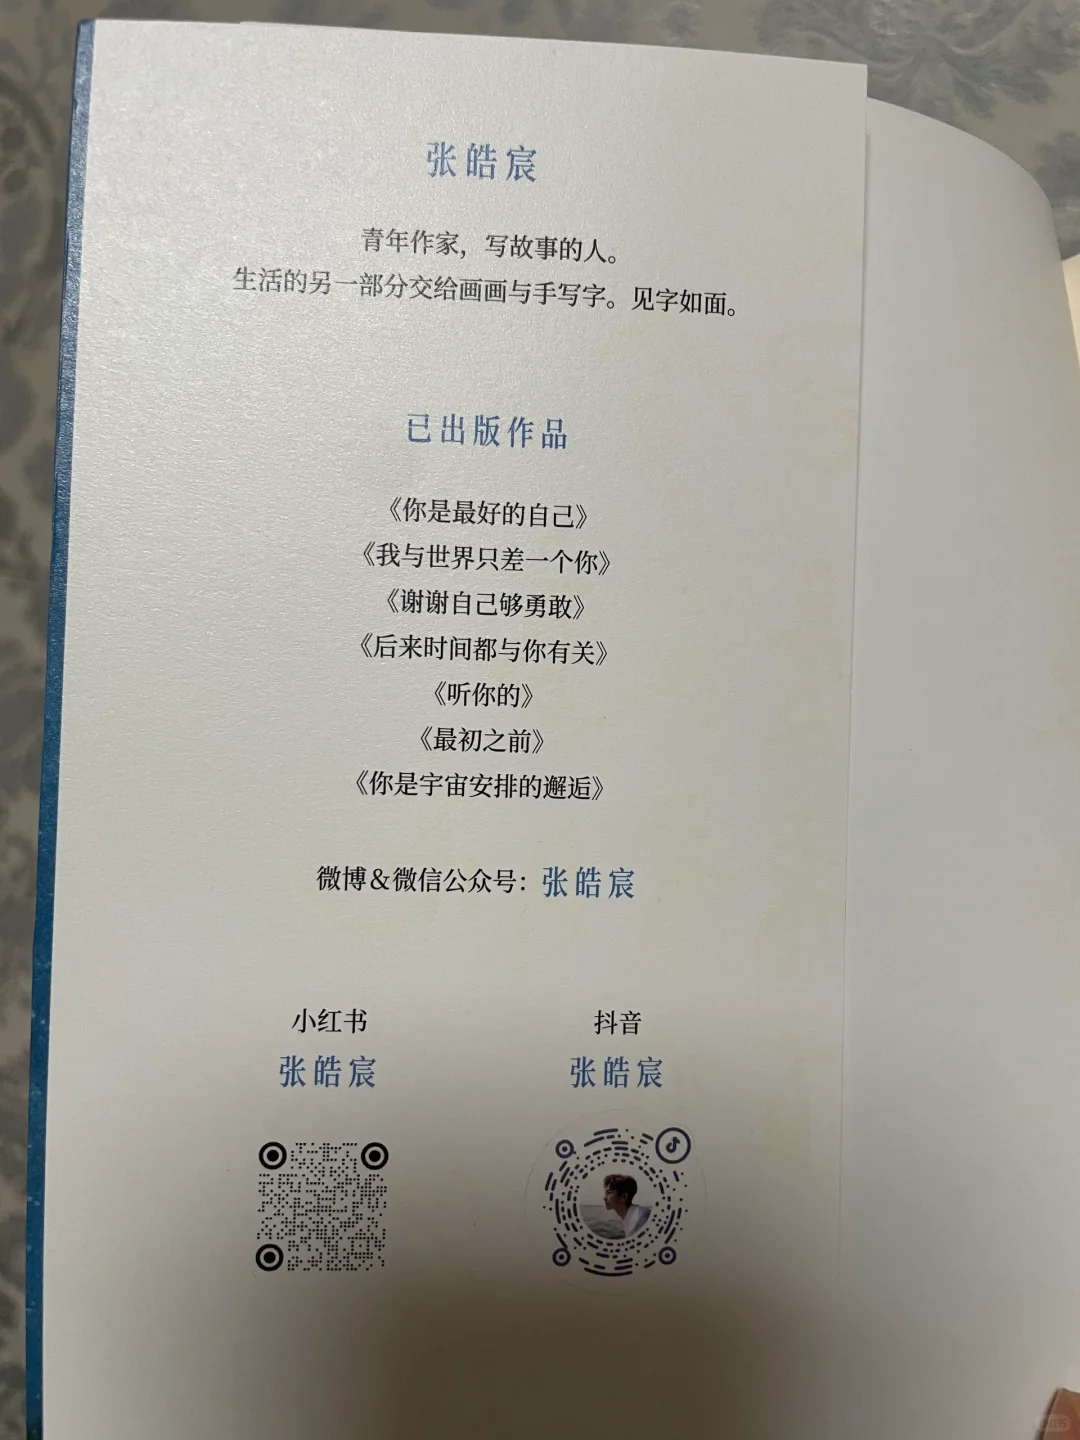 张皓宸
青年作家，写故事的人。
生活的另一部分交给画画与手写字。见字如面。
已出版作品
《你是最好的自己》
《我与世界只差一个你》
《谢谢自己够勇敢》
《后来时间都与你有关》
《听你的》
《最初之前》
《你是宇宙安排的邂逅》
微博&微信公众号：张皓宸
小红书
抖音
张皓宸
张皓宸
小红书